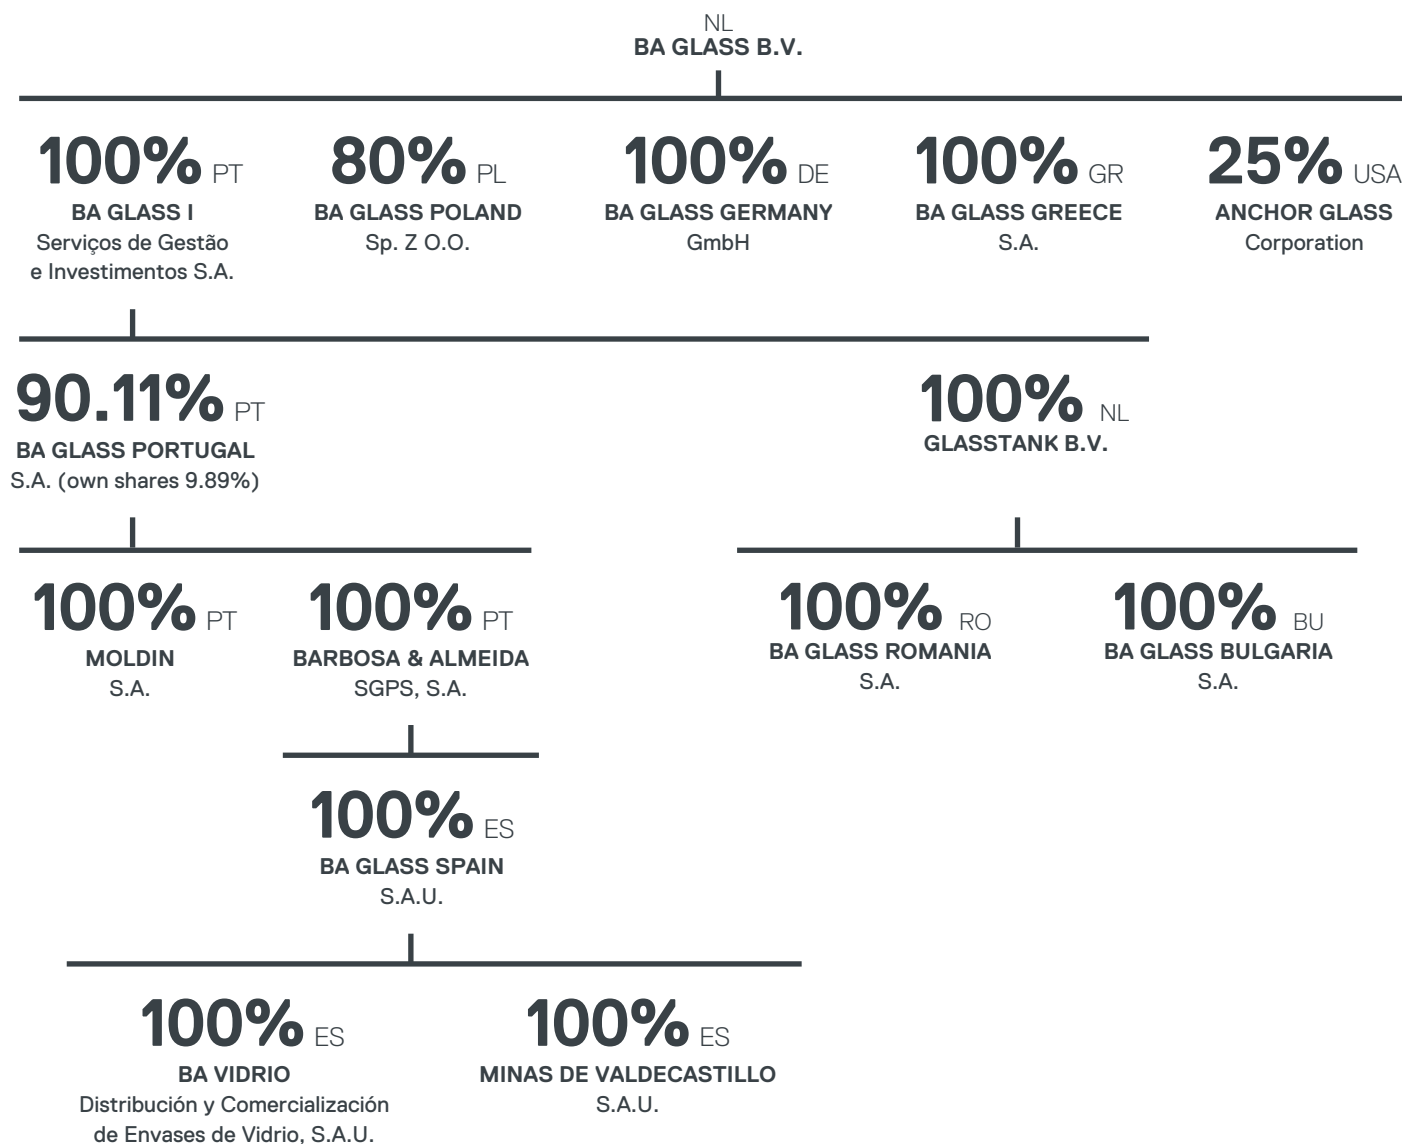 NL
BA GLASS B.V.
100% PT
BA GLASS I
Serviços de Gestão
e Investimentos S.A.
80% PL
BA GLASS POLAND
Sp. Z O.O.
100% DE
BA GLASS GERMANY
GmbH
100% GR
BA GLASS GREECE
S.A.
25% USA
ANCHOR GLASS
Corporation
90.11% PT
BA GLASS PORTUGAL
S.A. (own shares 9.89%)
100% NL
GLASSTANK B.V.
100% PT
MOLDIN
S.A.
100% PT
BARBOSA & ALMEIDA
SGPS, S.A.
100% RO
BA GLASS ROMANIA
S.A.
100% BU
BA GLASS BULGARIA
S.A.
100% ES
BA GLASS SPAIN
S.A.U.
100% ES
BA VIDRIO
Distribución y Comercialización
de Envases de Vidrio, S.A.U.
100% ES
MINAS DE VALDECASTILLO
S.A.U.